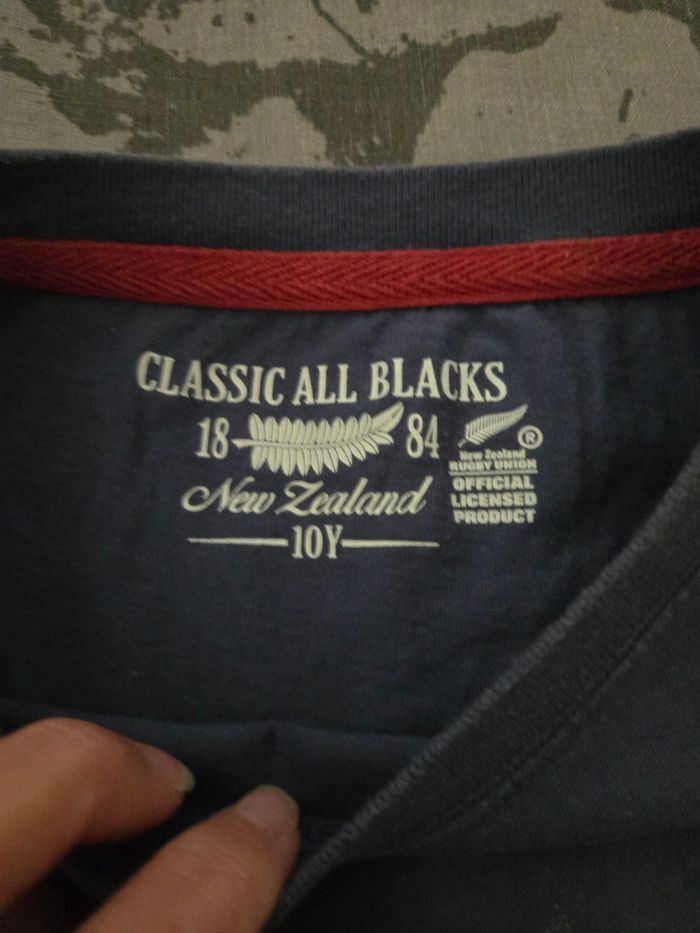 CLASSIC ALL BLACKS
18 84
New Zealand
10Y
®
New Zealand
RUGBY UNION
OFFICIAL
LICENSED
PRODUCT